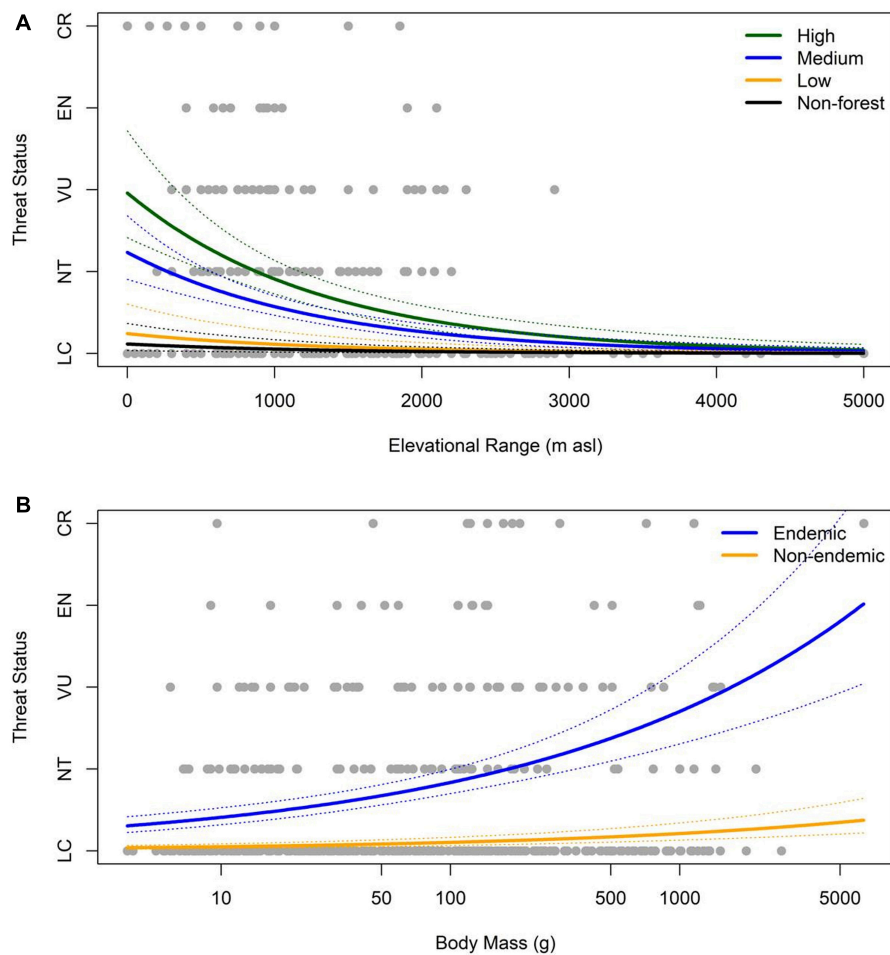 A
High
Medium
Low
Non-forest
CR
EN
VU
NT
LC
Threat Status
0 1000 2000 3000 4000 5000
Elevational Range (m asl)
B
Endemic
Non-endemic
CR
EN
VU
NT
LC
Threat Status
10 50 100 500 1000 5000
Body Mass (g)